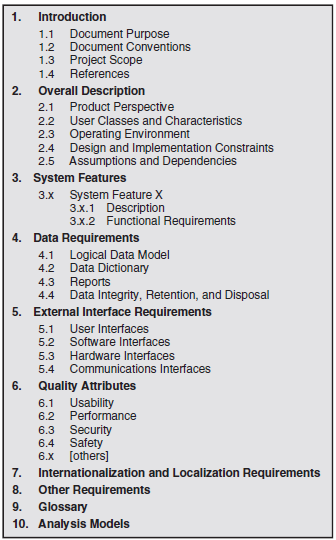 1. Introduction
1.1 Document Purpose
1.2 Document Conventions
1.3 Project Scope
1.4 References
2. Overall Description
2.1 Product Perspective
2.2 User Classes and Characteristics
2.3 Operating Environment
2.4 Design and Implementation Constraints
2.5 Assumptions and Dependencies
3. System Features
3.x System Feature X
3.x.1 Description
3.x.2 Functional Requirements
4. Data Requirements
4.1 Logical Data Model
4.2 Data Dictionary
4.3 Reports
4.4 Data Integrity, Retention, and Disposal
5. External Interface Requirements
5.1 User Interfaces
5.2 Software Interfaces
5.3 Hardware Interfaces
5.4 Communications Interfaces
6. Quality Attributes
6.1 Usability
6.2 Performance
6.3 Security
6.4 Safety
6.x [others]
7. Internationalization and Localization Requirements
8. Other Requirements
9. Glossary
10. Analysis Models